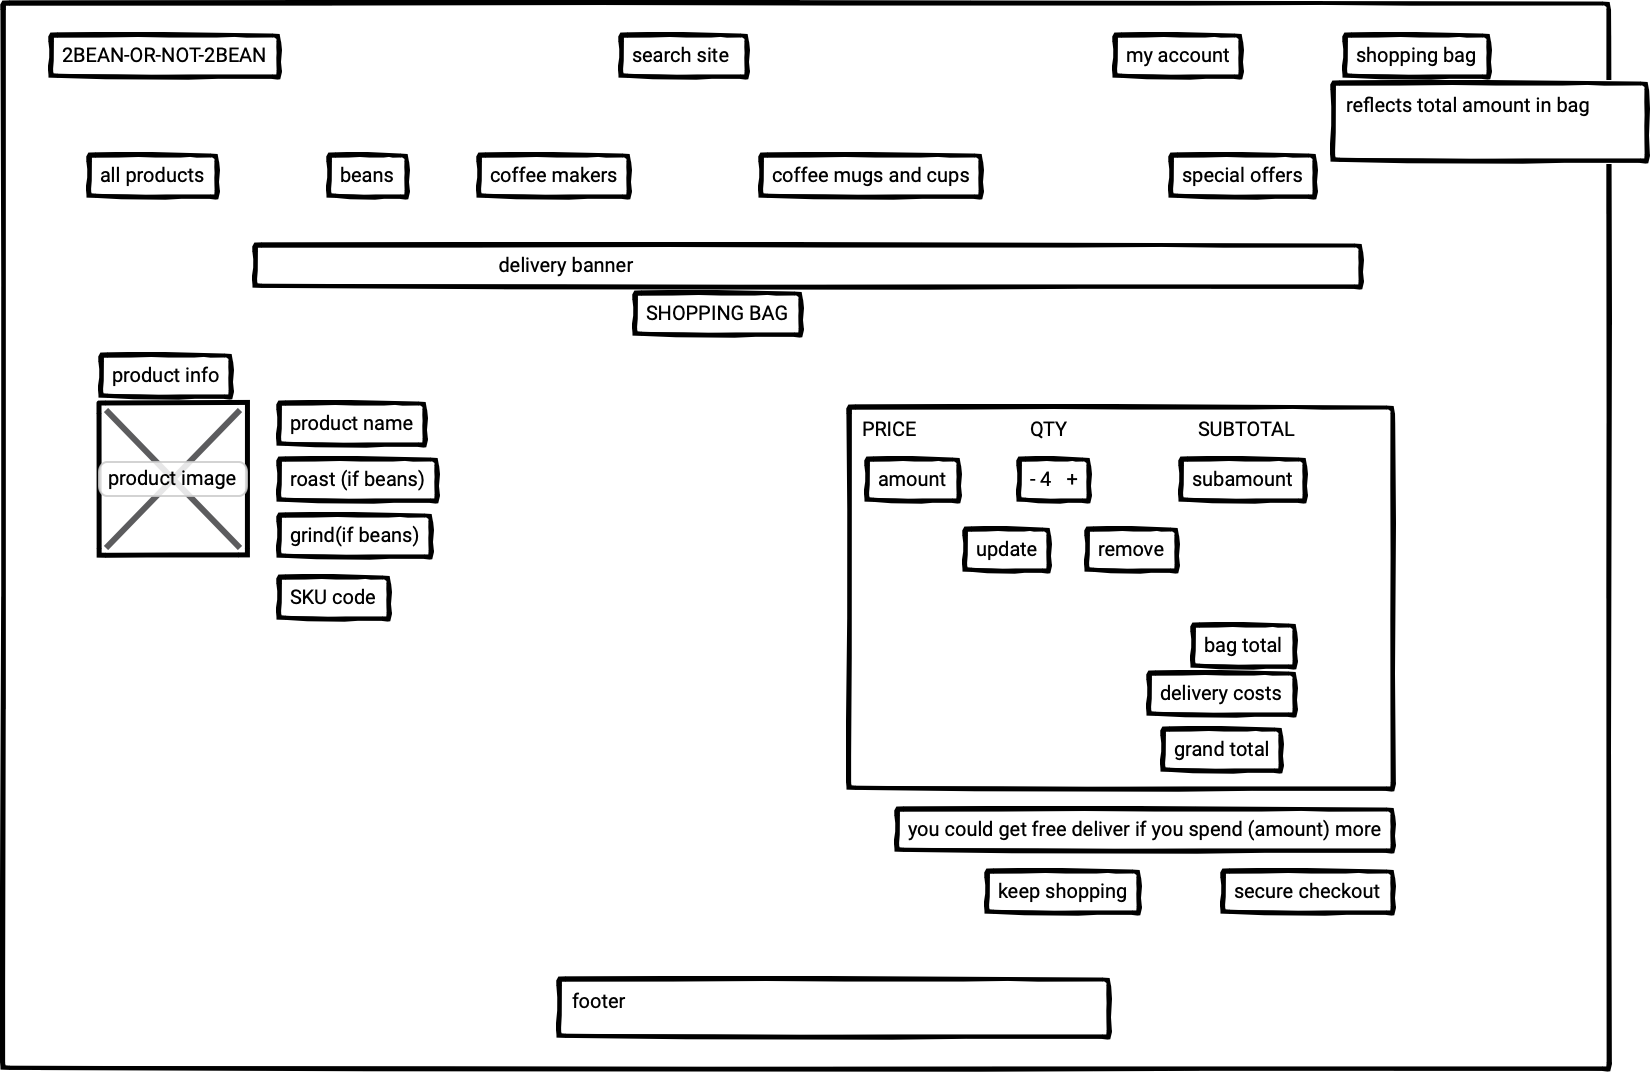 2BEAN-OR-NOT-2BEAN
search site
my account
shopping bag
reflects total amount in bag
all products
beans
coffee makers
coffee mugs and cups
special offers
delivery banner
SHOPPING BAG
product info
product image
product name
roast (if beans)
grind(if beans)
SKU code
PRICE QTY SUBTOTAL
amount - 4 + subamount
update remove
bag total
delivery costs
grand total
you could get free deliver if you spend (amount) more
keep shopping
secure checkout
footer